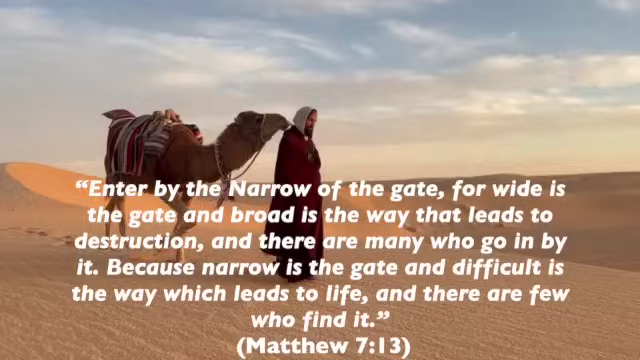 “Enter by the Narrow of the gate, for wide is
the gate and broad is the way that leads to
destruction, and there are many who go in by
it. Because narrow is the gate and difficult is
the way which leads to life, and there are few
who find it.”
(Matthew 7:13)